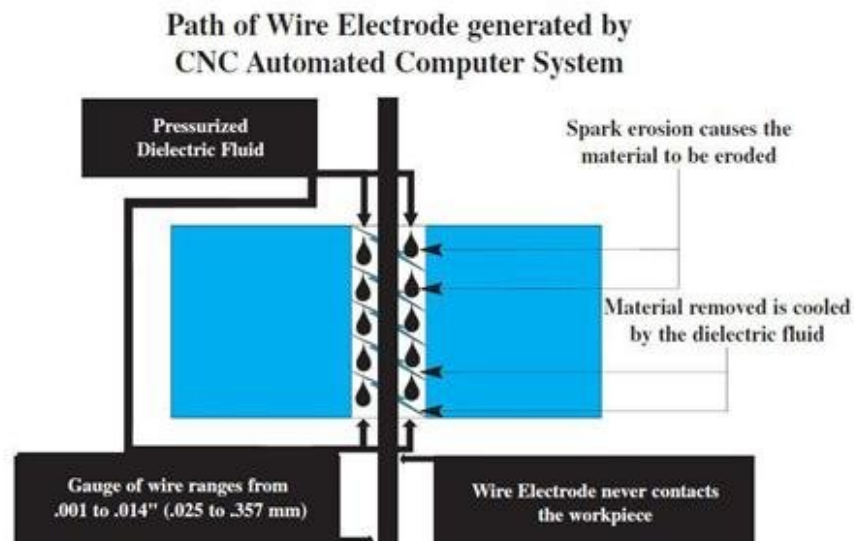 Path of Wire Electrode generated by
CNC Automated Computer System
Pressurized
Dielectric Fluid
Spark erosion causes the
material to be eroded
Material removed is cooled
by the dielectric fluid
Gauge of wire ranges from
.001 to .014" (.025 to .357 mm)
Wire Electrode never contacts
the workpiece